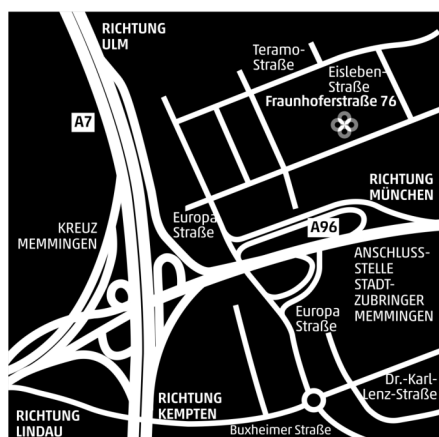 RICHTUNG
ULM
Teramo-
Straße
Eisleben-
Straße
Fraunhoferstraße 76
A7
RICHTUNG
MÜNCHEN
Europa
Straße
A96
KREUZ
MEMMINGEN
ANSCHLUSS-
STELLE
STADT-
ZUBRINGER
MEMMINGEN
Europa
Straße
Dr.-Karl-
Lenz-Straße
RICHTUNG
KEMPTEN
RICHTUNG
LINDAU
Buxheimer Straße